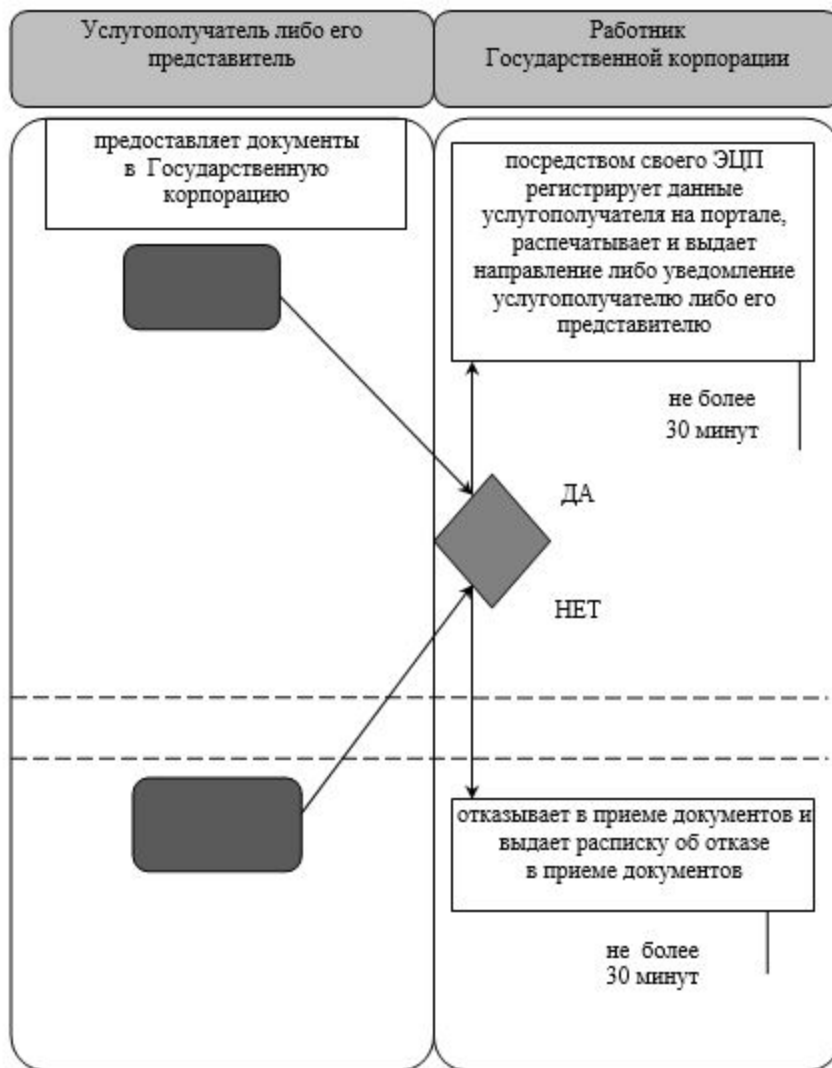 Услугополучатель либо его
представитель
Работник
Государственной корпорации
предоставляет документы
в Государственную
корпорацию
посредством своего ЭЦП
регистрирует данные
услугополучателя на портале,
распечатывает и выдает
направление либо уведомление
услугополучателю либо его
представителю
не более
30 минут
ДА
НЕТ
отказывает в приеме документов и
выдает расписку об отказе
в приеме документов
не более
30 минут